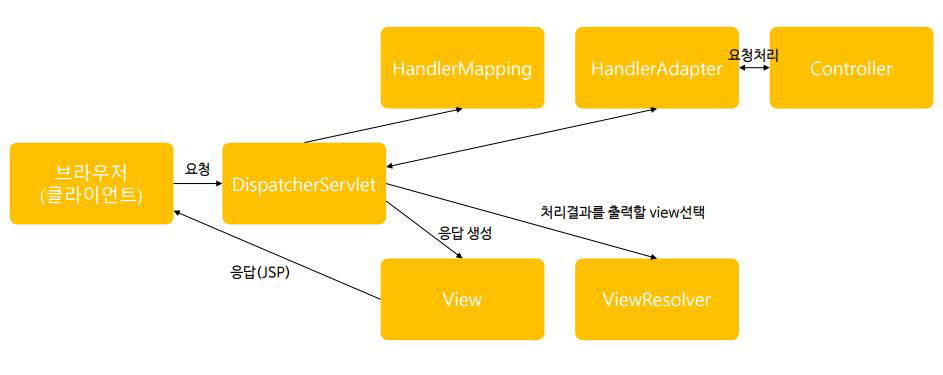 HandlerMapping
HandlerAdapter
요청처리
Controller
브라우저
(클라이언트)
요청
DispatcherServlet
처리결과를 출력할 view선택
응답 생성
응답(JSP)
View
ViewResolver